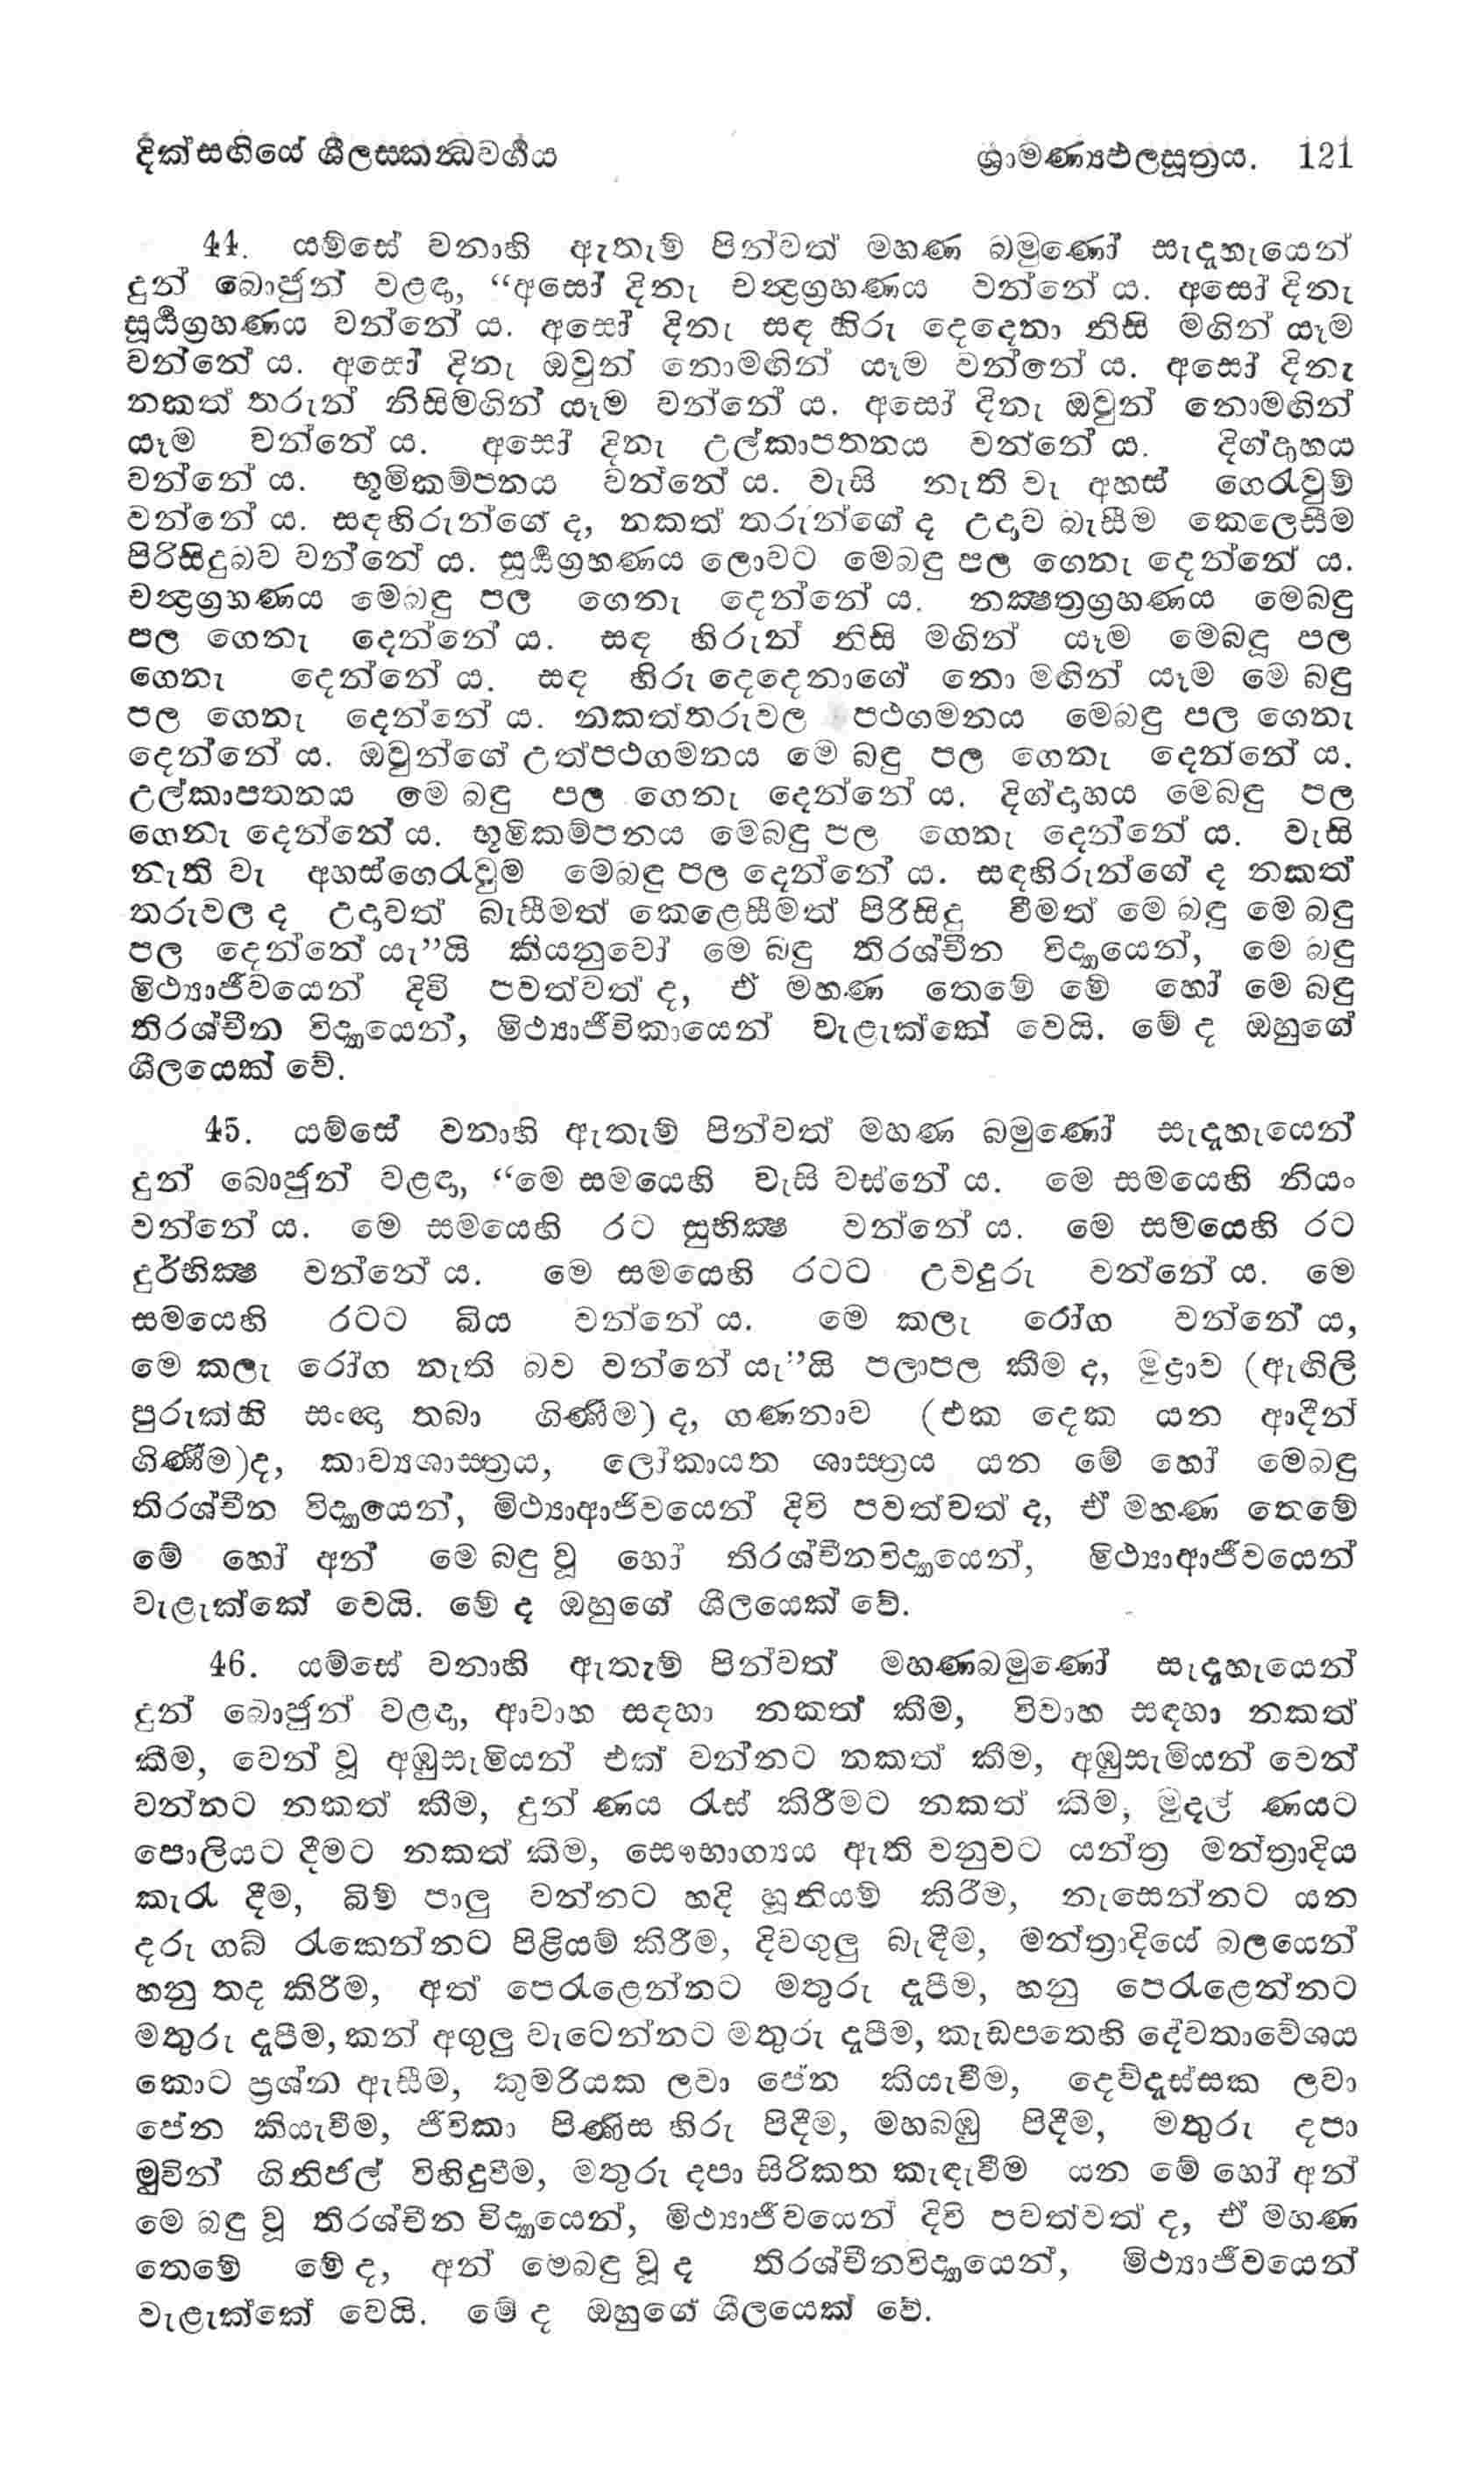 දික්සඟියේ ශීලස්කන්‍ධවර්‍ගය ශ්‍රාමණ්‍යඵලසූත්‍රය. 121
44. යම්සේ වනාහි ඇතැම් පින්වත් මහණ බමුණෝ සැදැහැයෙන්
දුන් බොජුන් වළඳා, “අසෝ දිනැ චන්‍ද්‍රග්‍රහණය වන්නේ ය. අසෝ දිනැ
සූර්‍ය්‍යග්‍රහණය වන්නේ ය. අසෝ දිනැ සඳ හිරු දෙදෙනා නිසි මගින් යෑම
වන්නේ ය. අසෝ දිනැ ඔවුන් නොමඟින් යෑම වන්නේ ය. අසෝ දිනැ
නකත් තරුන් නිසිමගින් යෑම වන්නේ ය. අසෝ දිනැ ඔවුන් නොමඟින්
යෑම වන්නේ ය. අසෝ දිනැ උල්කාපතනය වන්නේ ය. දිග්දාහය
වන්නේ ය. භූමිකම්පනය වන්නේ ය. වැසි නැති වැ අහස් ගෙරැවුම්
වන්නේ ය. සඳහිරුන්ගේ ද, නකත් තරුන්ගේ ද උදාව බැසීම කෙලෙසීම
පිරිසිදුබව වන්නේ ය. සූර්‍ය්‍යග්‍රහණය ලොවට මෙබඳු පල ගෙනැ දෙන්නේ ය.
චන්‍ද්‍රග්‍රහණය මෙබඳු පල ගෙනැ දෙන්නේ ය. නක්‍ෂත්‍රග්‍රහණය මෙබඳු
පල ගෙනැ දෙන්නේ ය. සඳ හිරුන් නිසි මගින් යෑම මෙබඳූ පල
ගෙනැ දෙන්නේ ය. සඳ හිරු දෙදෙනාගේ නො මඟින් යෑම මෙ බඳු
පල ගෙනැ දෙන්නේ ය. නකත්තරුවල පථගමනය මෙබඳු පල ගෙනැ
දෙන්නේ ය. ඔවුන්ගේ උත්පථගමනය මෙ බඳු පල ගෙනැ දෙන්නේ ය.
උල්කාපතනය මෙ බඳු පල ගෙනැ දෙන්නේ ය. දිග්දාහය මෙබඳු පල
ගෙනැ දෙන්නේ ය. භූමිකම්පනය මෙබඳු පල ගෙනැ දෙන්නේ ය. වැසි
නැති වැ අහස්ගෙරැවුම් මෙබඳු පල දෙන්නේ ය. සඳහිරුන්ගේ ද නකත්
තරුවල ද උදාවත් බැසීමත් කෙළෙසීමත් පිරිසිදු වීමත් මෙ බඳු මෙ බඳු
පල දෙන්නේ යැ”යි කියනුවෝ මෙ බඳු තිරශ්චීන විද්‍යායෙන්, මෙ බඳු
මිථ්‍යාජීවයෙන් දිවි පවත්වත් ද, ඒ මහණ තෙමේ මේ හෝ මෙ බඳු
තිරශ්චීන විද්‍යායෙන්, මිථ්‍යාජීවිකායෙන් වැළැක්කේ වෙයි. මේ ද ඔහුගේ
ශීලයෙක් වේ.
45. යම්සේ වනාහි ඇතැම් පින්වත් මහණ බමුණෝ සැදැහැයෙන්
දුන් බොජුන් වළඳා, “මෙ සමයෙහි වැසි වස්නේ ය. මෙ සමයෙහි නියං
වන්නේ ය. මෙ සමයෙහි රට සුභික්‍ෂ වන්නේ ය. මෙ සමයෙහි රට
දුර්භික්‍ෂ වන්නේ ය. මෙ සමයෙහි රටට උවදුරු වන්නේ ය. මෙ
සමයෙහි රටට බිය වන්නේ ය. මෙ කලැ රෝග වන්නේ ය,
මෙ කලැ රෝග නැති බව වන්නේ යැ”යි පලාපල කීම ද, මුද්‍රාව (ඇඟිලි
පුරුක්හි සංඥා තබා ගිණීම) ද, ගණනාව (එක දෙක යන ආදීන්
ගිණීම)ද, කාව්‍යශාස්ත්‍රය, ලෝකායත ශාස්ත්‍රය යන මේ හෝ මෙබඳු
තිරශ්චීන විද්‍යායෙන්, මිථ්‍යාආජීවයෙන් දිවි පවත්වත් ද, ඒ මහණ තෙමේ
මේ හෝ අන් මෙ බඳු වූ හෝ තිරශ්චීනවිද්‍යායෙන්, මිථ්‍යාආජීවයෙන්
වැළැක්කේ වෙයි. මේ ද ඔහුගේ ශීලයෙක් වේ.
46. යම්සේ වනාහි ඇතැම් පින්වත් මහණබමුණෝ සැදැහැයෙන්
දුන් බොජුන් වළඳා, ආවාහ සඳහා නකත් කීම, විවාහ සඳහා නකත්
කීම, වෙන් වූ අඹුසැමියන් එක් වන්නට නකත් කීම, අඹුසැමියන් වෙන්
වන්නට නකත් කීම, දුන් ණය රැස් කිරීමට නකත් කීම, මුදල් ණයට
පොලියට දීමට නකත් කීම, සෞභාග්‍යය ඇති වනුවට යන්ත්‍ර මන්ත්‍රාදිය
කැරැ දීම, බිම් පාලු වන්නට හදි හූනියම් කිරීම, නැසෙන්නට යන
දරු ගබ් රැකෙන්නට පිළියම් කිරීම, දිවගුලු බැඳීම, මන්ත්‍රාදියේ බලයෙන්
හනු තද කිරීම, අත් පෙරැළෙන්නට මතුරු දැපීම, හනු පෙරැළෙන්නට
මතුරු දැපීම, කන් අගුලු වැටෙන්නට මතුරු දැපීම, කැඩපතෙහි දේවතාවේශය
කොට ප්‍රශ්න ඇසීම, කුමරියක ලවා පේන කියැවීම, දෙව්දැස්සක ලවා
පේන කියැවීම, ජීවිකා පිණිස හිරු පිදීම, මහබඹු පිදීම, මතුරු දපා
මුවින් ගිනිජල් විහිදුවීම, මතුරු දපා සිරිකත කැඳැවීම යන මේ හෝ අන්
මෙ බඳු වූ තිරශ්චීන විද්‍යායෙන්, මිථ්‍යාජීවයෙන් දිවි පවත්වත් ද, ඒ මහණ
තෙමේ මේ ද, අන් මෙබඳු වූ ද තිරශ්චීනවිද්‍යායෙන්, මිථ්‍යාජීවයෙන්
වැළැක්කේ වෙයි. මේ ද ඔහුගේ ශීලයෙක් වේ.